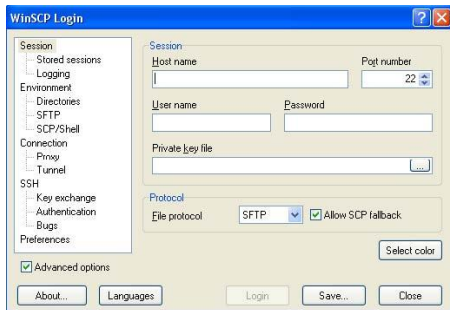 WinSCP Login
Session
Stored sessions
Logging
Environment
Directories
SFTP
SCP/Shell
Connection
Proxy
Tunnel
SSH
Key exchange
Authentication
Bugs
Preferences
Advanced options
Session
Host name
Port number
22
User name
Password
Private key file
...
Protocol
File protocol
SFTP
Allow SCP fallback
Select color
About...
Languages
Login
Save...
Close